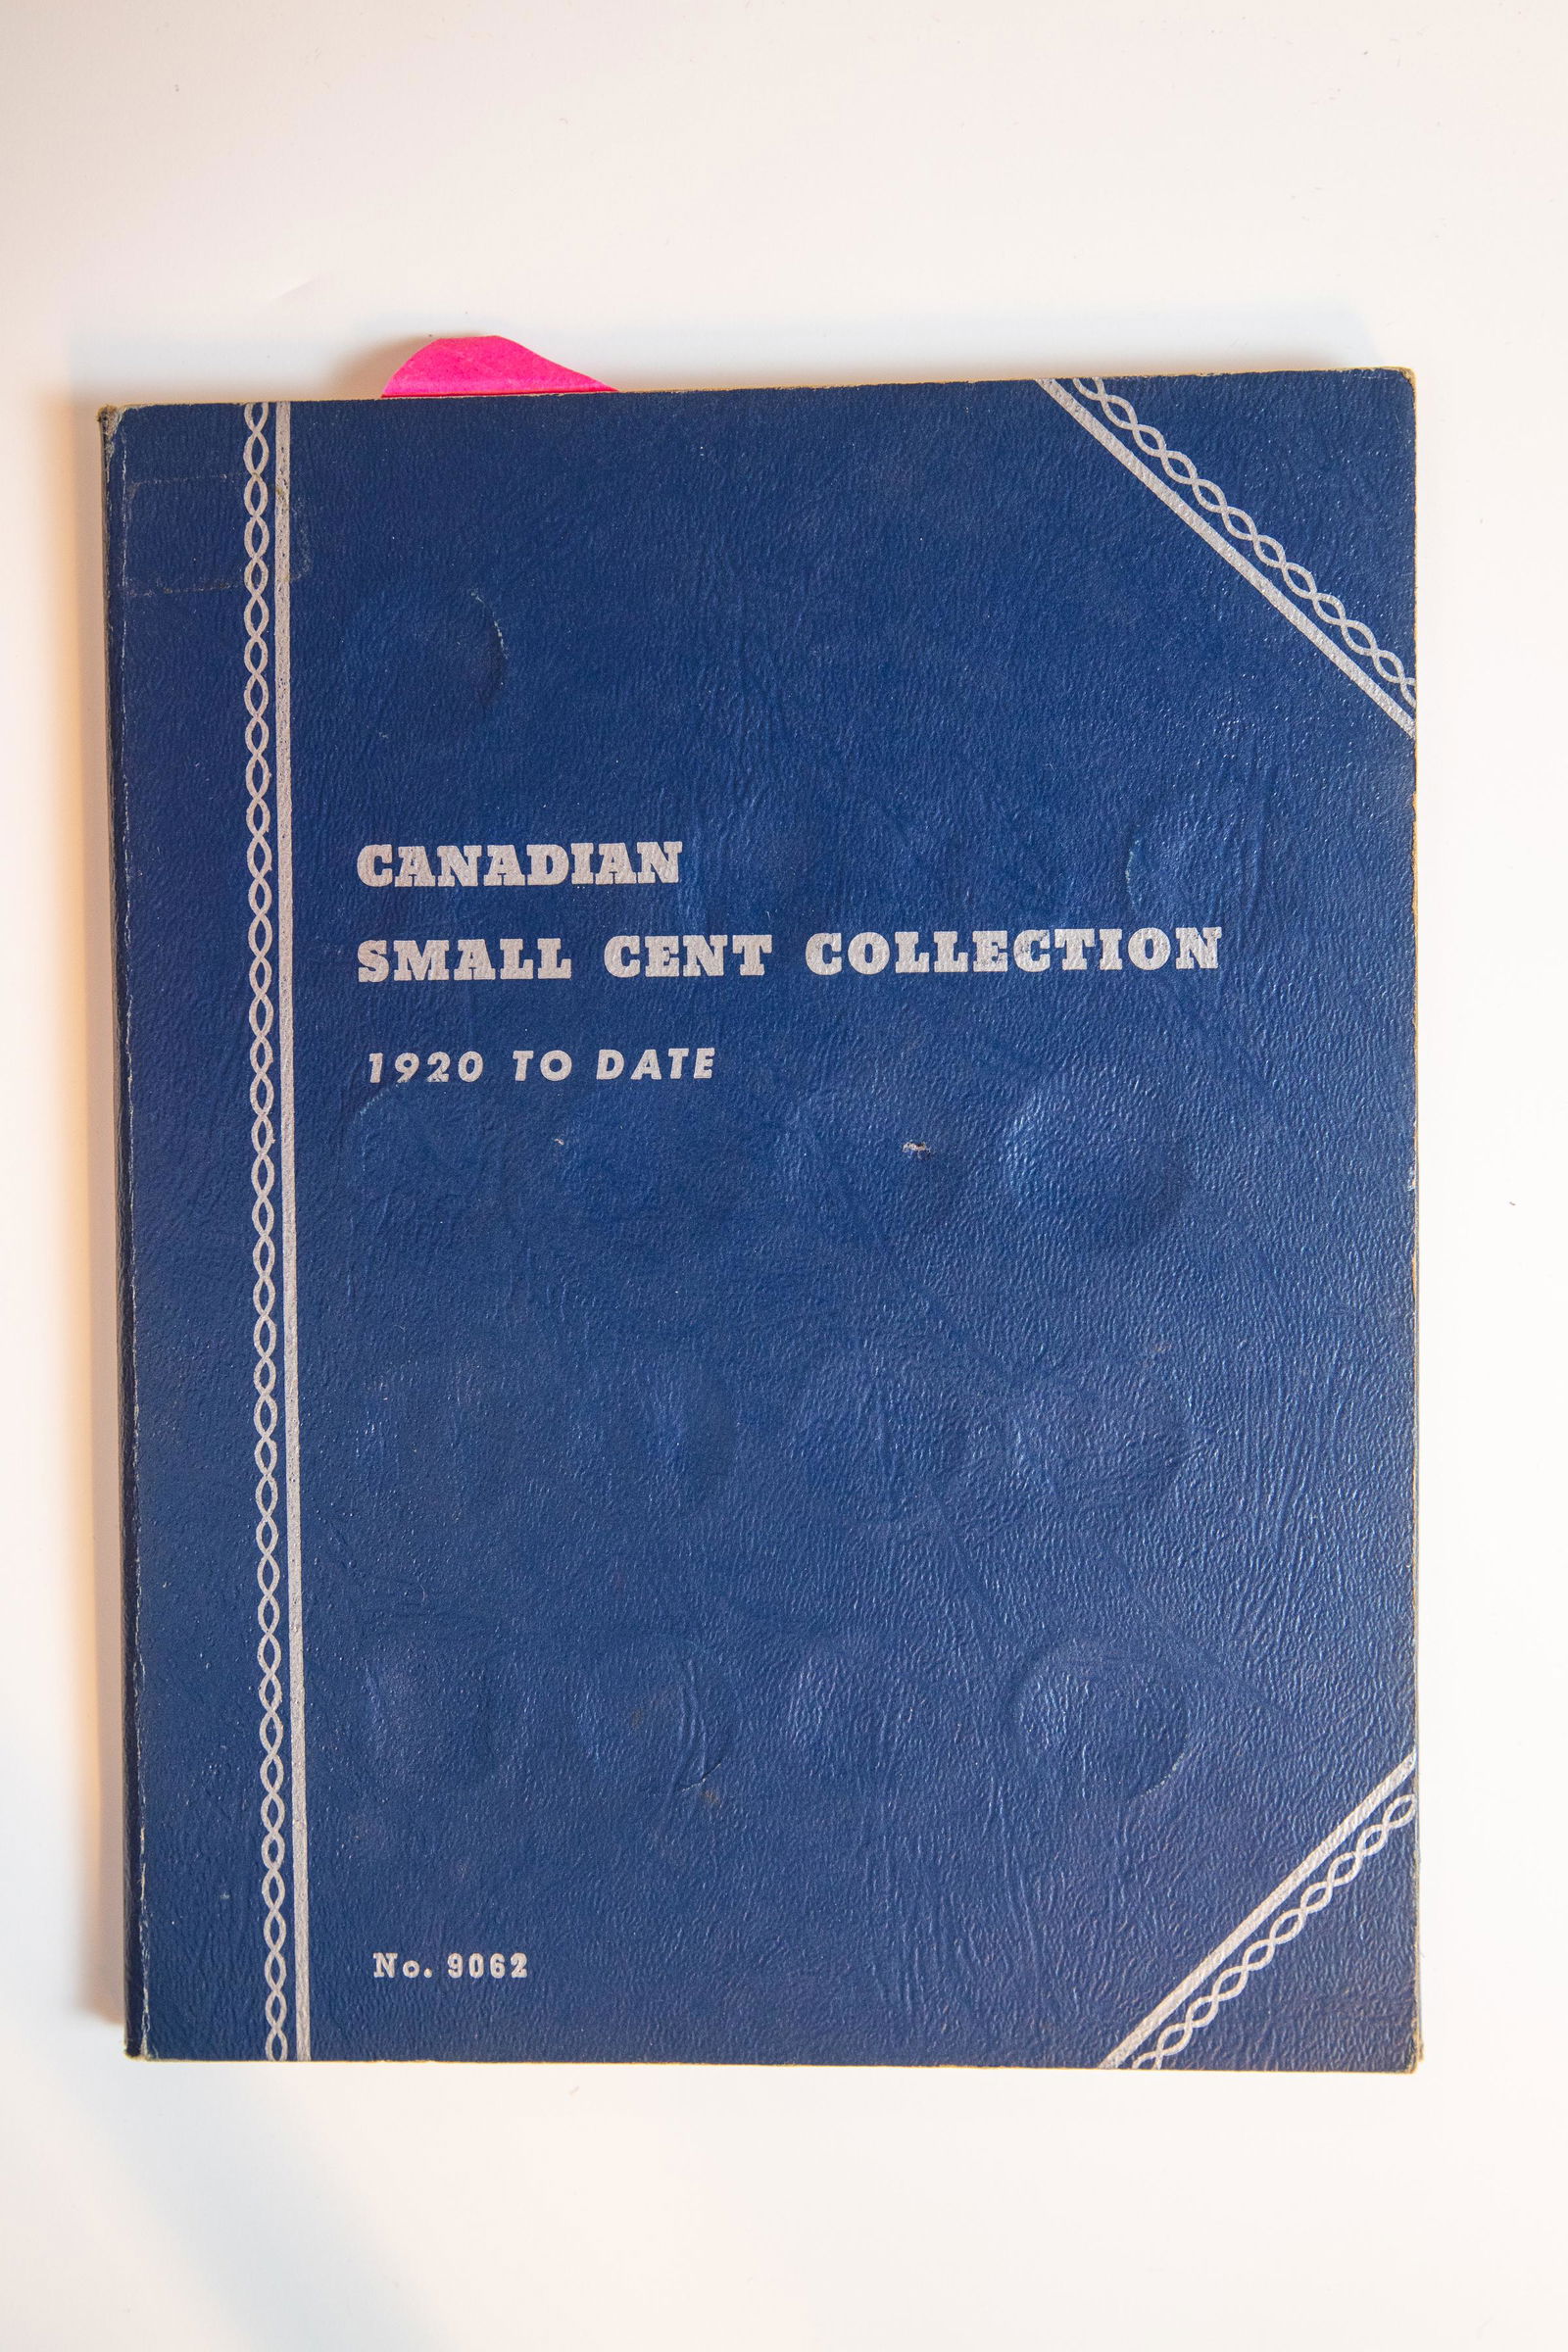 CANADIAN
SMALL CENT COLLECTION
1920 TO DATE
No. 9062